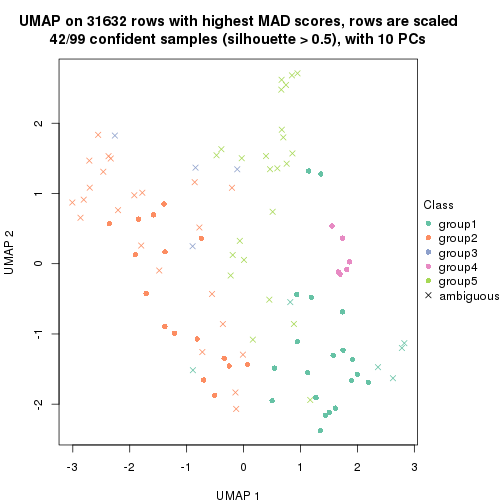 UMAP on 31632 rows with highest MAD scores, rows are scaled
42/99 confident samples (silhouette > 0.5), with 10 PCs
UMAP 2
2
1
0
-1
-2
-3
-2
-1
0
1
2
3
UMAP 1
Class
group1
group2
group3
group4
group5
ambiguous